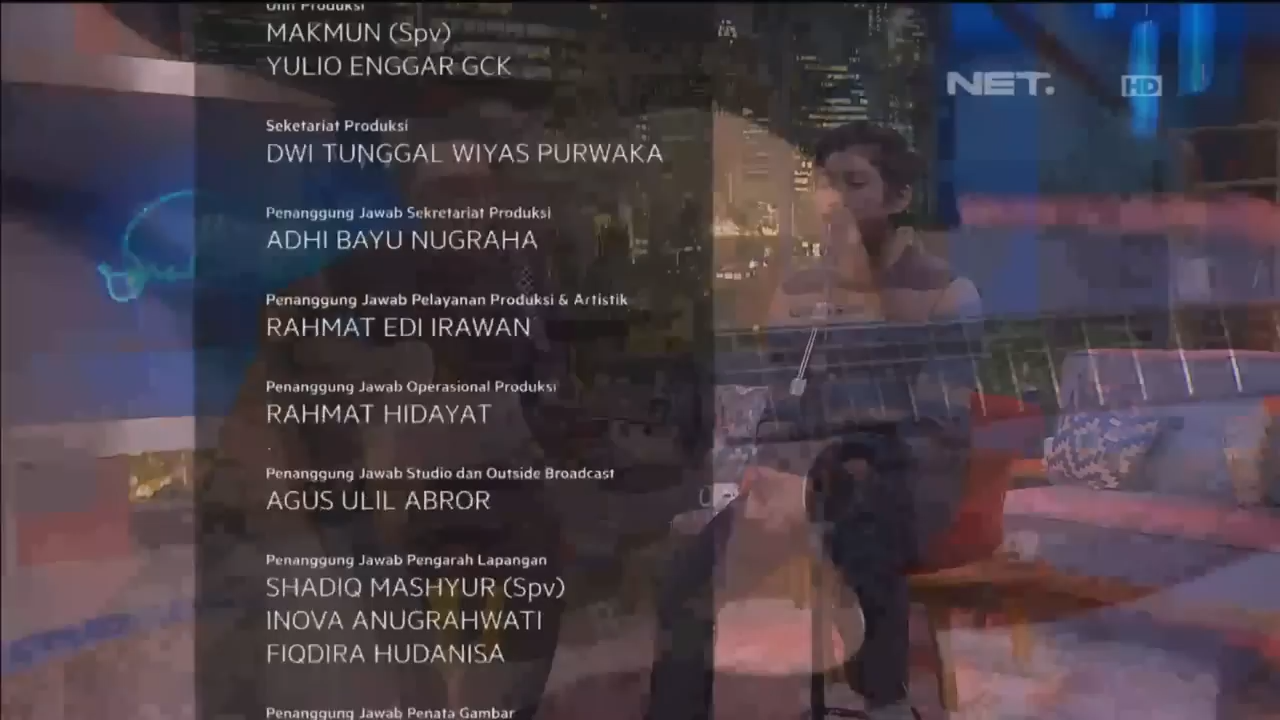 Unit Produksi
MAKMUN (Spv)
YULIO ENGGAR GCK
NET.
HD
Seketariat Produksi
DWI TUNGGAL WIYAS PURWAKA
Penanggung Jawab Sekretariat Produksi
ADHI BAYU NUGRAHA
Penanggung Jawab Pelayanan Produksi & Artistik
RAHMAT EDI IRAWAN
Penanggung Jawab Operasional Produksi
RAHMAT HIDAYAT
.
Penanggung Jawab Studio dan Outside Broadcast
AGUS ULIL ABROR
Penanggung Jawab Pengarah Lapangan
SHADIQ MASHYUR (Spv)
INOVA ANUGRAHWATI
FIQDIRA HUDANISA
Penanggung Jawab Penata Gambar